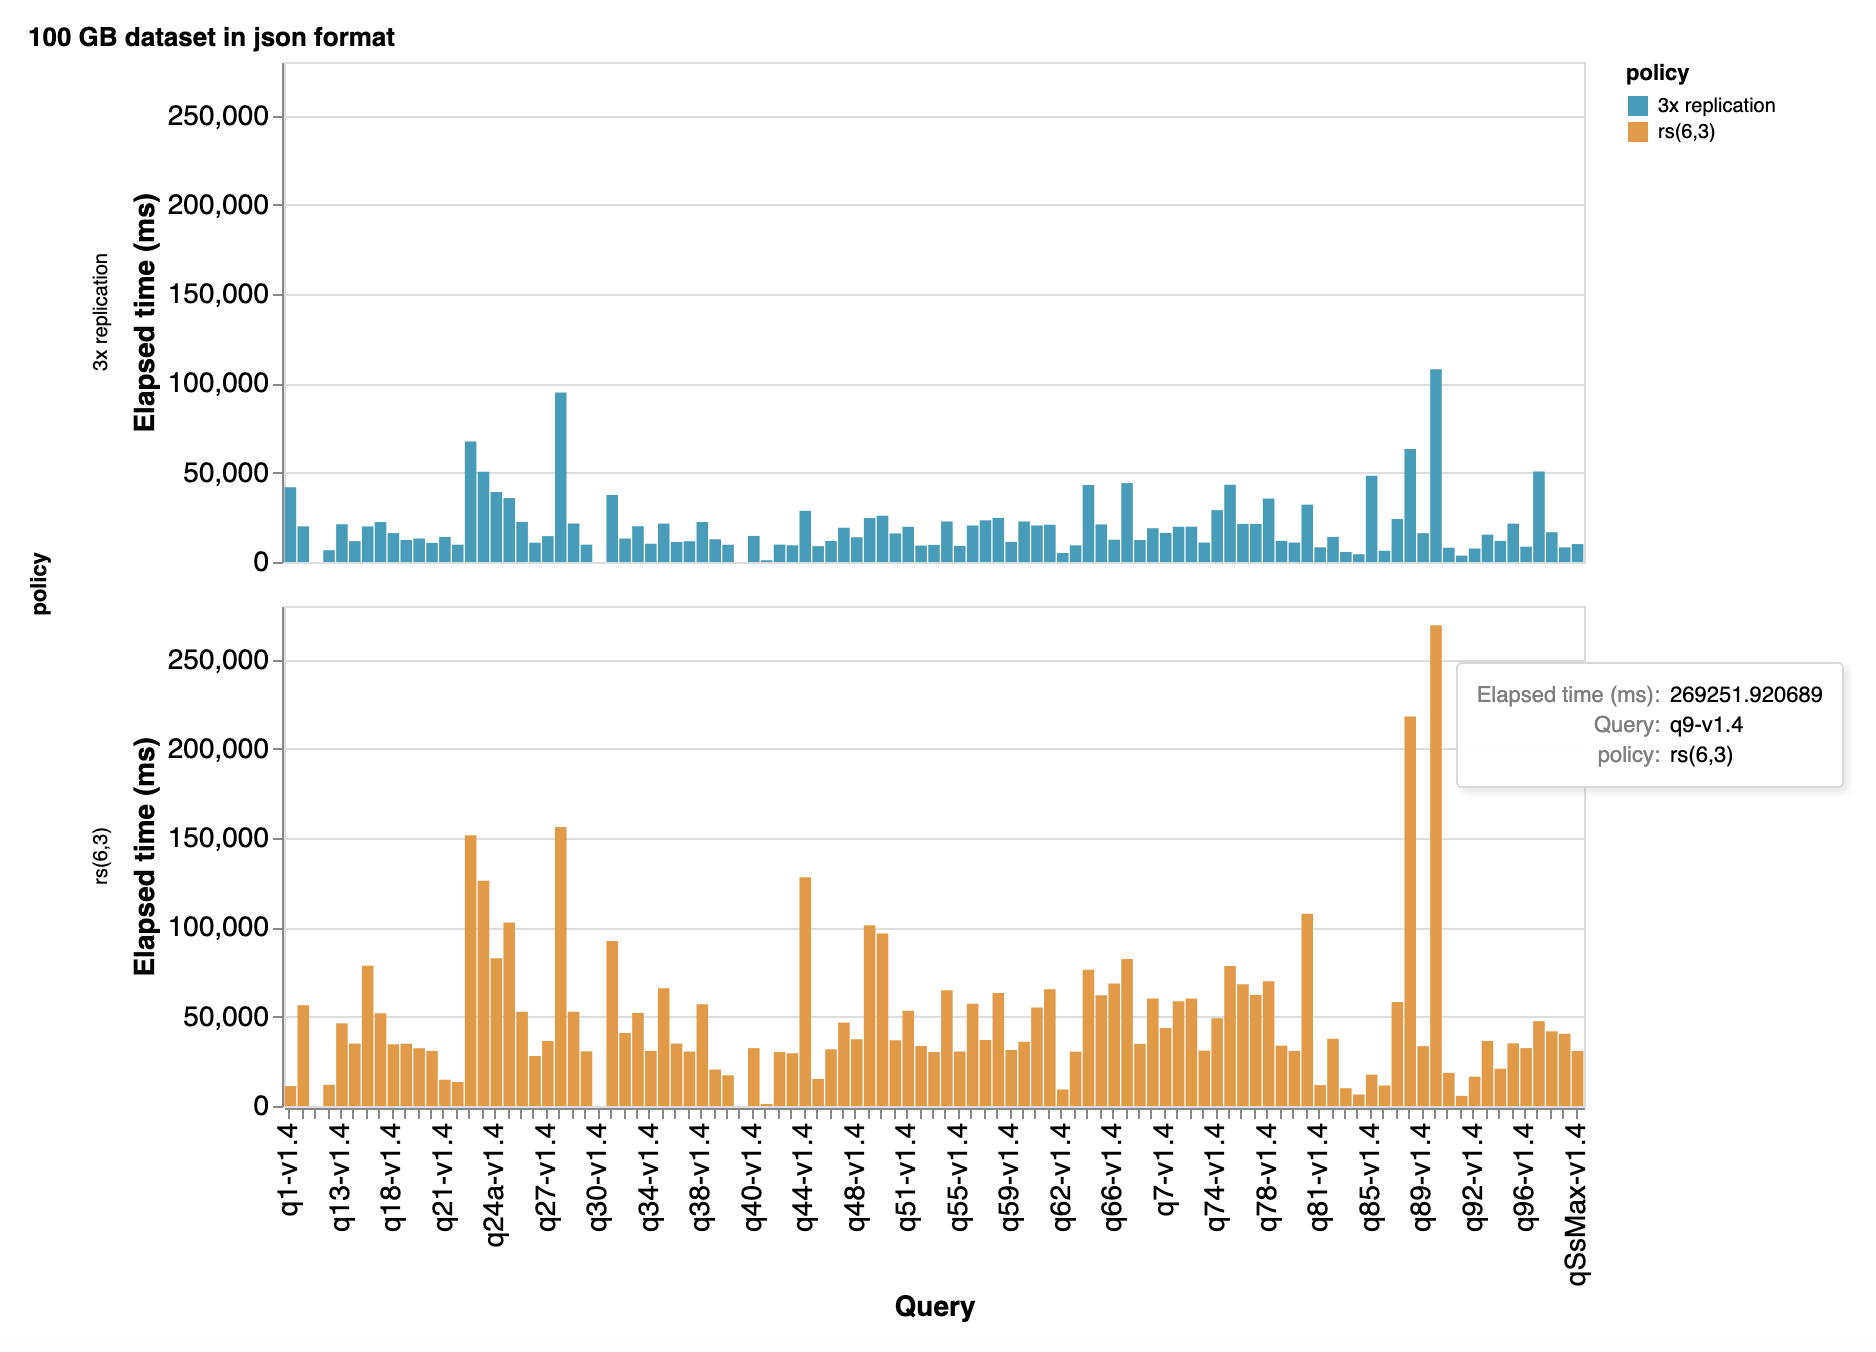 100 GB dataset in json format
policy
3x replication
rs(6,3)
250,000
200,000
150,000
100,000
50,000
0
Elapsed time (ms)
3x replication
policy
250,000
200,000
150,000
100,000
50,000
0
Elapsed time (ms)
rs(6,3)
Elapsed time (ms): 269251.920689
Query: q9-v1.4
policy: rs(6,3)
q1-v1.4
q13-v1.4
q18-v1.4
q21-v1.4
q24a-v1.4
q27-v1.4
q30-v1.4
q34-v1.4
q38-v1.4
q40-v1.4
q44-v1.4
q48-v1.4
q51-v1.4
q55-v1.4
q59-v1.4
q62-v1.4
q66-v1.4
q7-v1.4
q74-v1.4
q78-v1.4
q81-v1.4
q85-v1.4
q89-v1.4
q92-v1.4
q96-v1.4
qSsMax-v1.4
Query